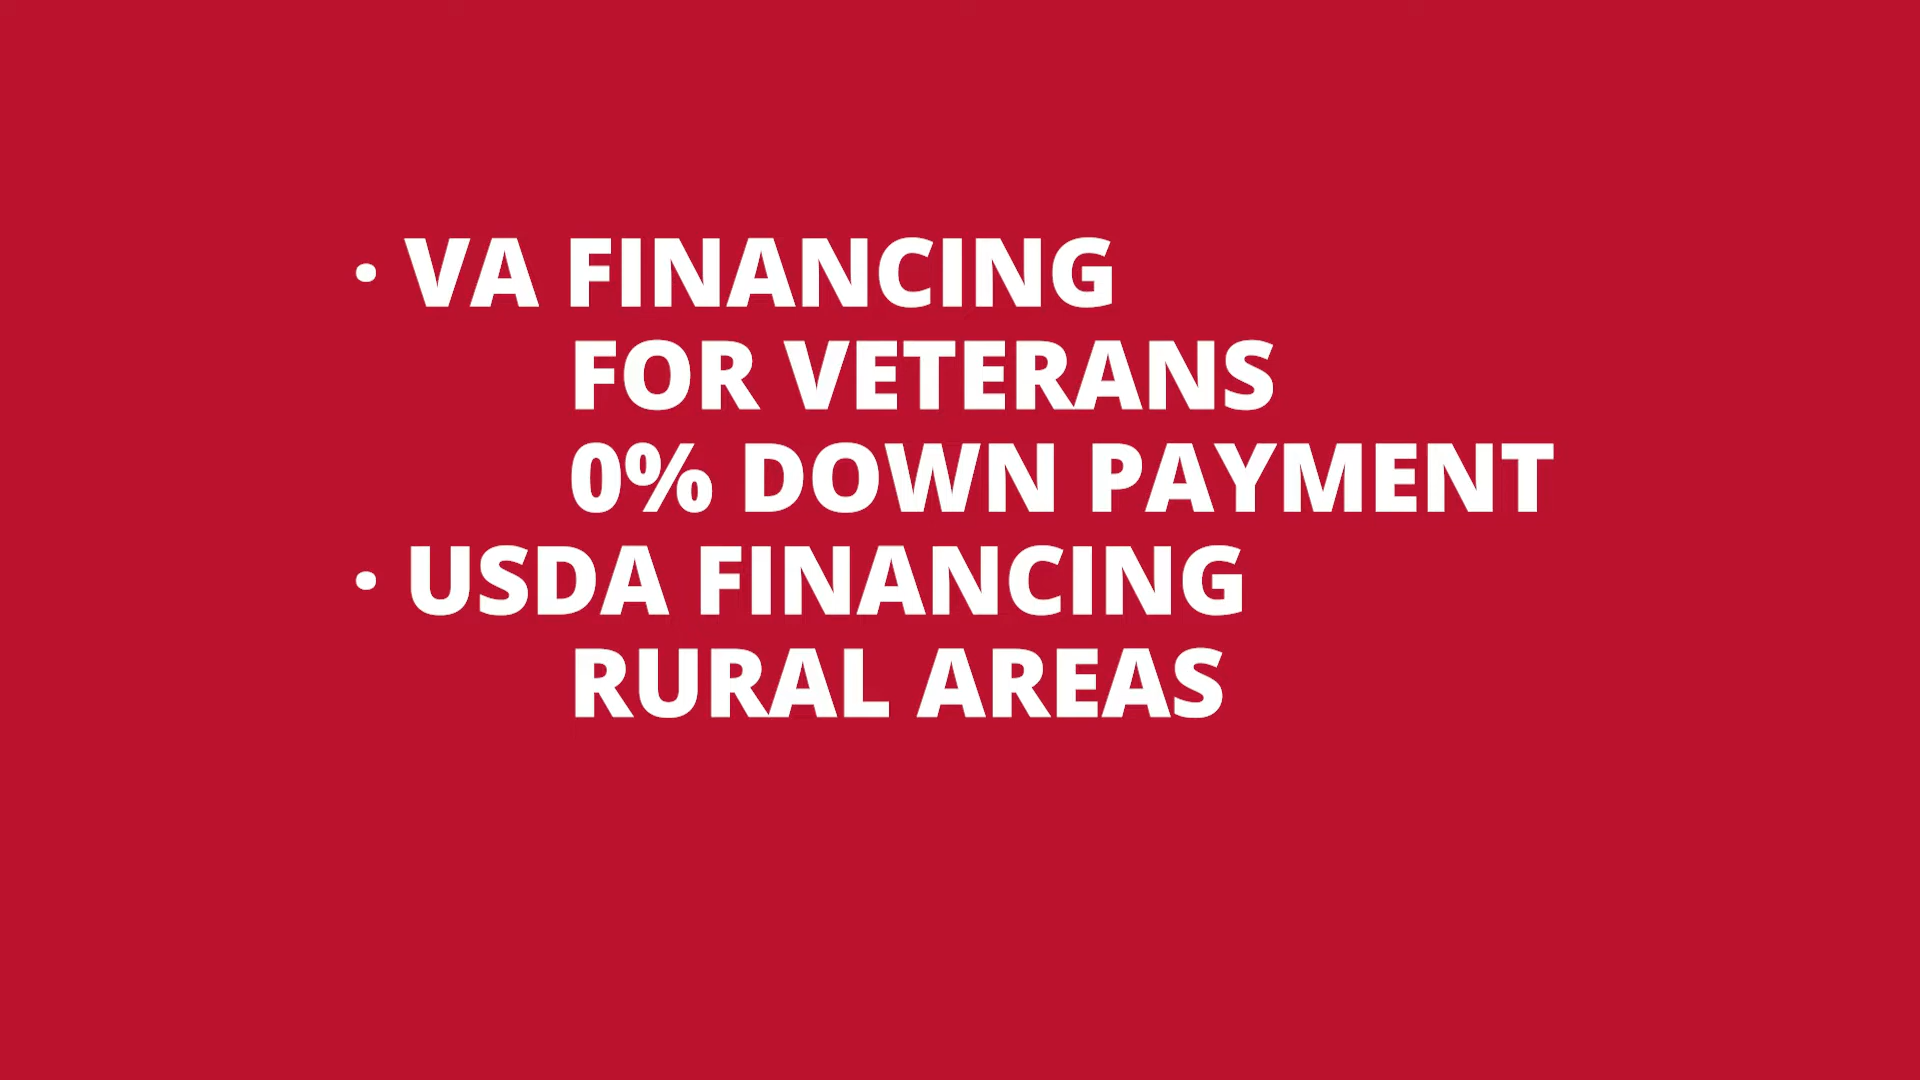 · VA FINANCING
FOR VETERANS
0% DOWN PAYMENT
· USDA FINANCING
RURAL AREAS